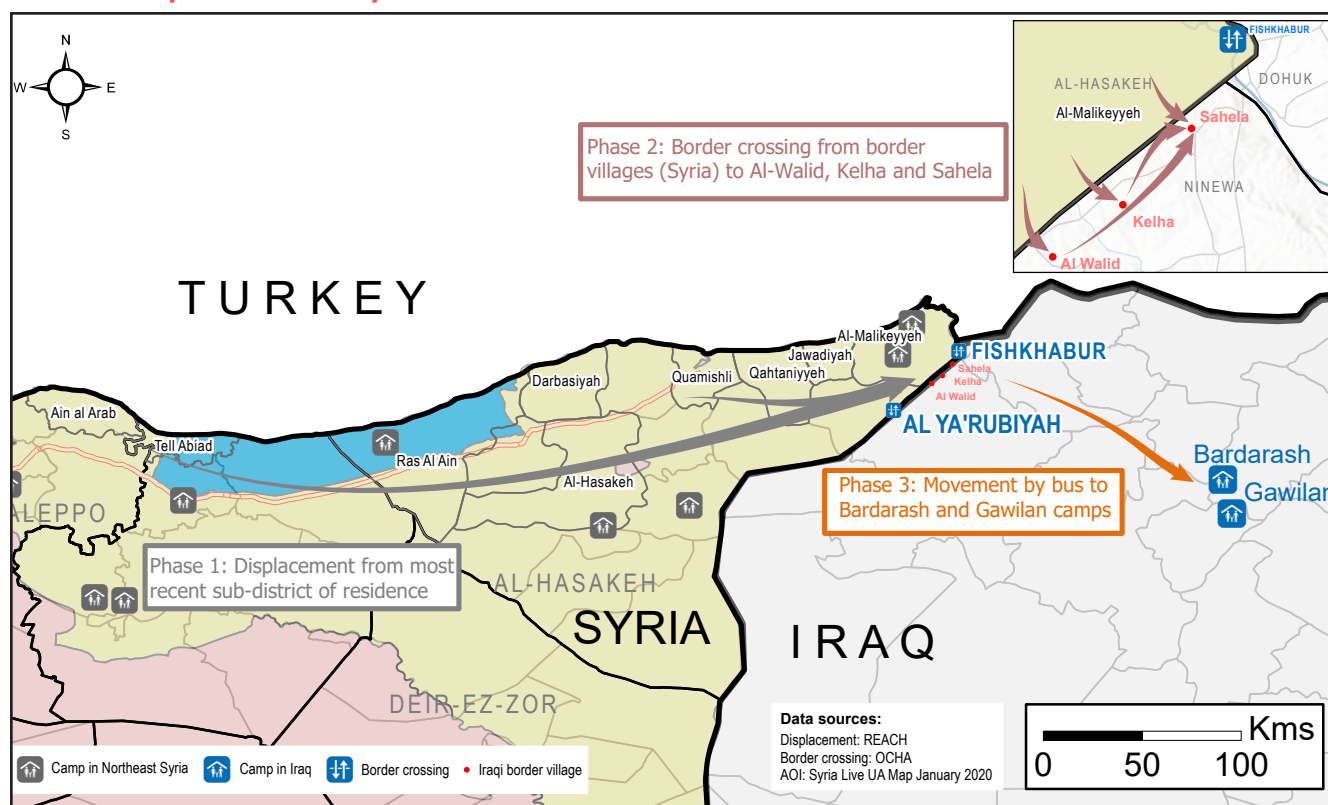 N
W
E
S
FISHKHABUR
DOHUK
AL-HASAKEH
Al-Malikeyyeh
Sahela
NINEWA
Kelha
Al Walid
Phase 2: Border crossing from border
villages (Syria) to Al-Walid, Kelha and Sahela
TURKEY
Al-Malikeyyeh
Jawadiyah
Qahtaniyyeh
Quamishli
Darbasiyah
FISHKHABUR
Sahela
Kelha
Al Walid
AL YA'RUBIYAH
Ain al Arab
Tell Abiad
Ras Al Ain
Al-Hasakeh
ALEPPO
Bardarash
Gawilan
Phase 3: Movement by bus to
Bardarash and Gawilan camps
Phase 1: Displacement from most
recent sub-district of residence
AL-HASAKEH
SYRIA
IRAQ
DEIR-EZ-ZOR
Data sources:
Displacement: REACH
Border crossing: OCHA
AOI: Syria Live UA Map January 2020
Kms
0 50 100
Camp in Northeast Syria
Camp in Iraq
Border crossing
Iraqi border village